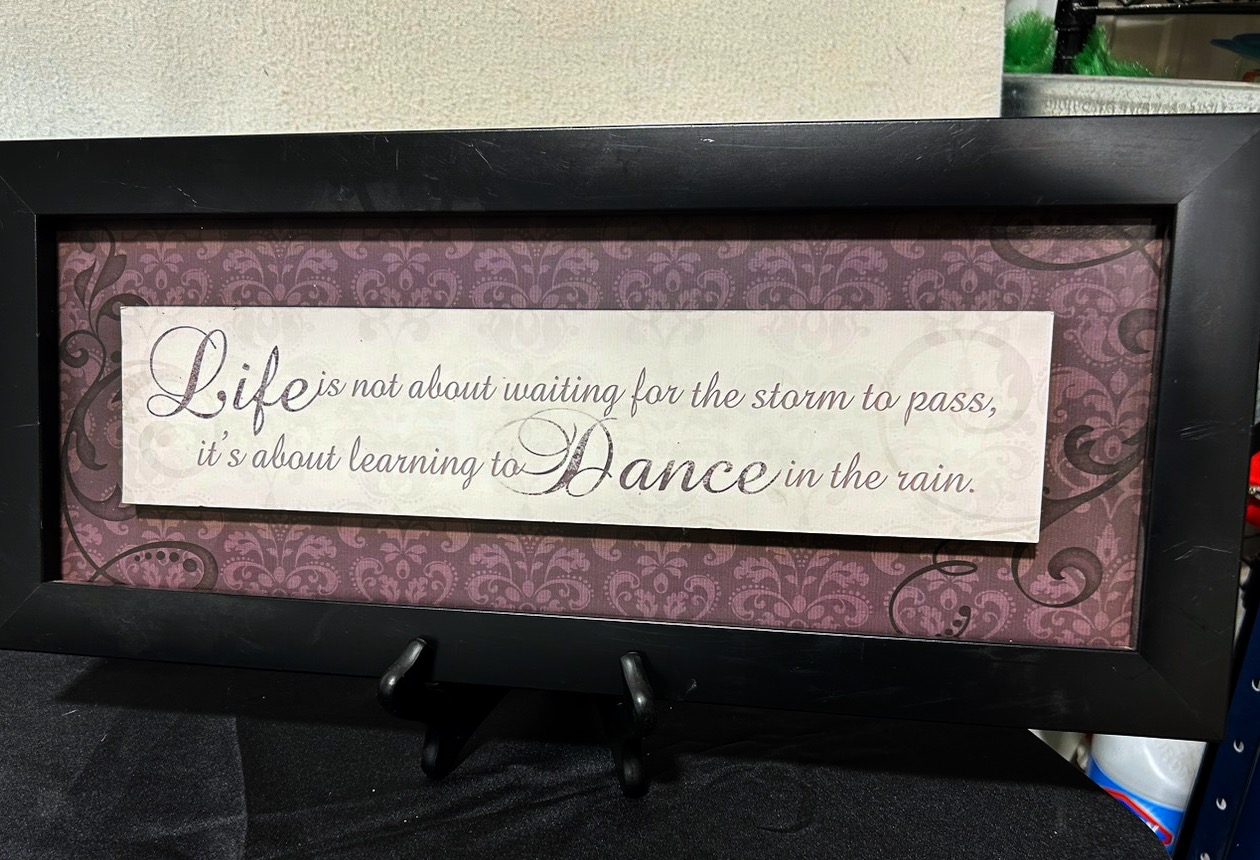 Life is not about waiting for the storm to pass,
it's about learning to Dance in the rain.